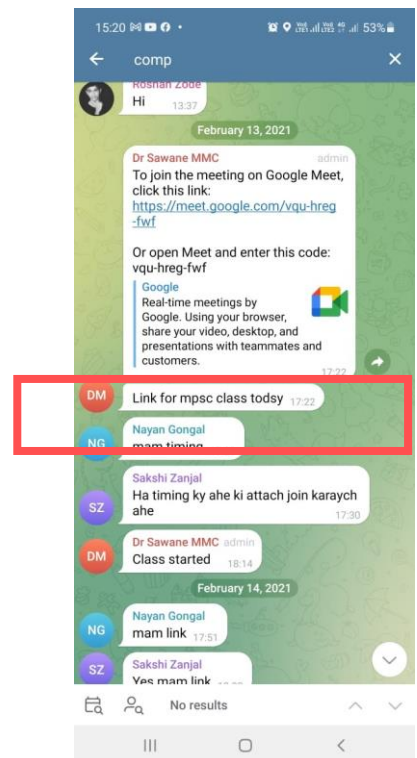 15:20
53%
comp
Roshan Zode
Hi 13:37
February 13, 2021
Dr Sawane MMC admin
To join the meeting on Google Meet,
click this link:
https://meet.google.com/vqu-hreg
-fwf
Or open Meet and enter this code:
vqu-hreg-fwf
Google
Real-time meetings by
Google. Using your browser,
share your video, desktop, and
presentations with teammates and
customers.
17:22
DM
Link for mpsc class todsy 17:22
NG
Nayan Gongal
mam timing
Sakshi Zanjal
Ha timing ky ahe ki attach join karaych
ahe 17:30
SZ
Dr Sawane MMC admin
Class started 18:14
DM
February 14, 2021
Nayan Gongal
mam link 17:51
NG
Sakshi Zanjal
Yes mam link
SZ
No results